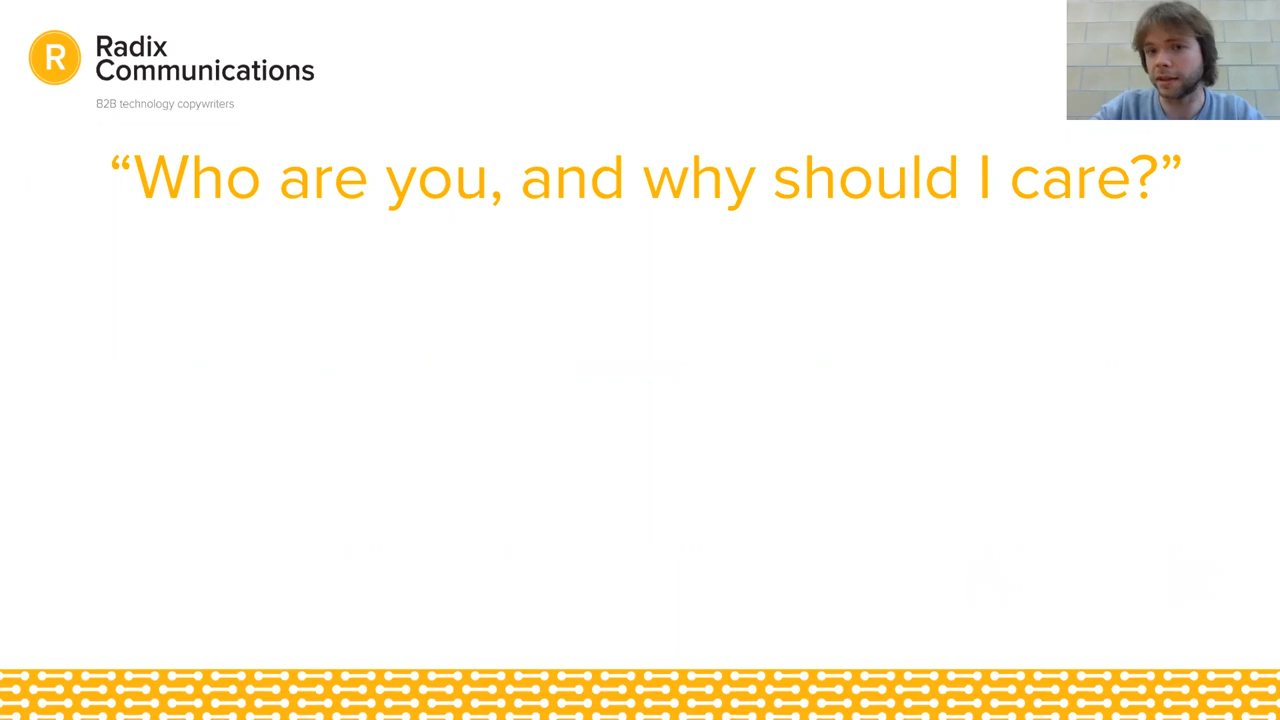 R
Radix
Communications
B2B technology copywriters
“Who are you, and why should I care?”